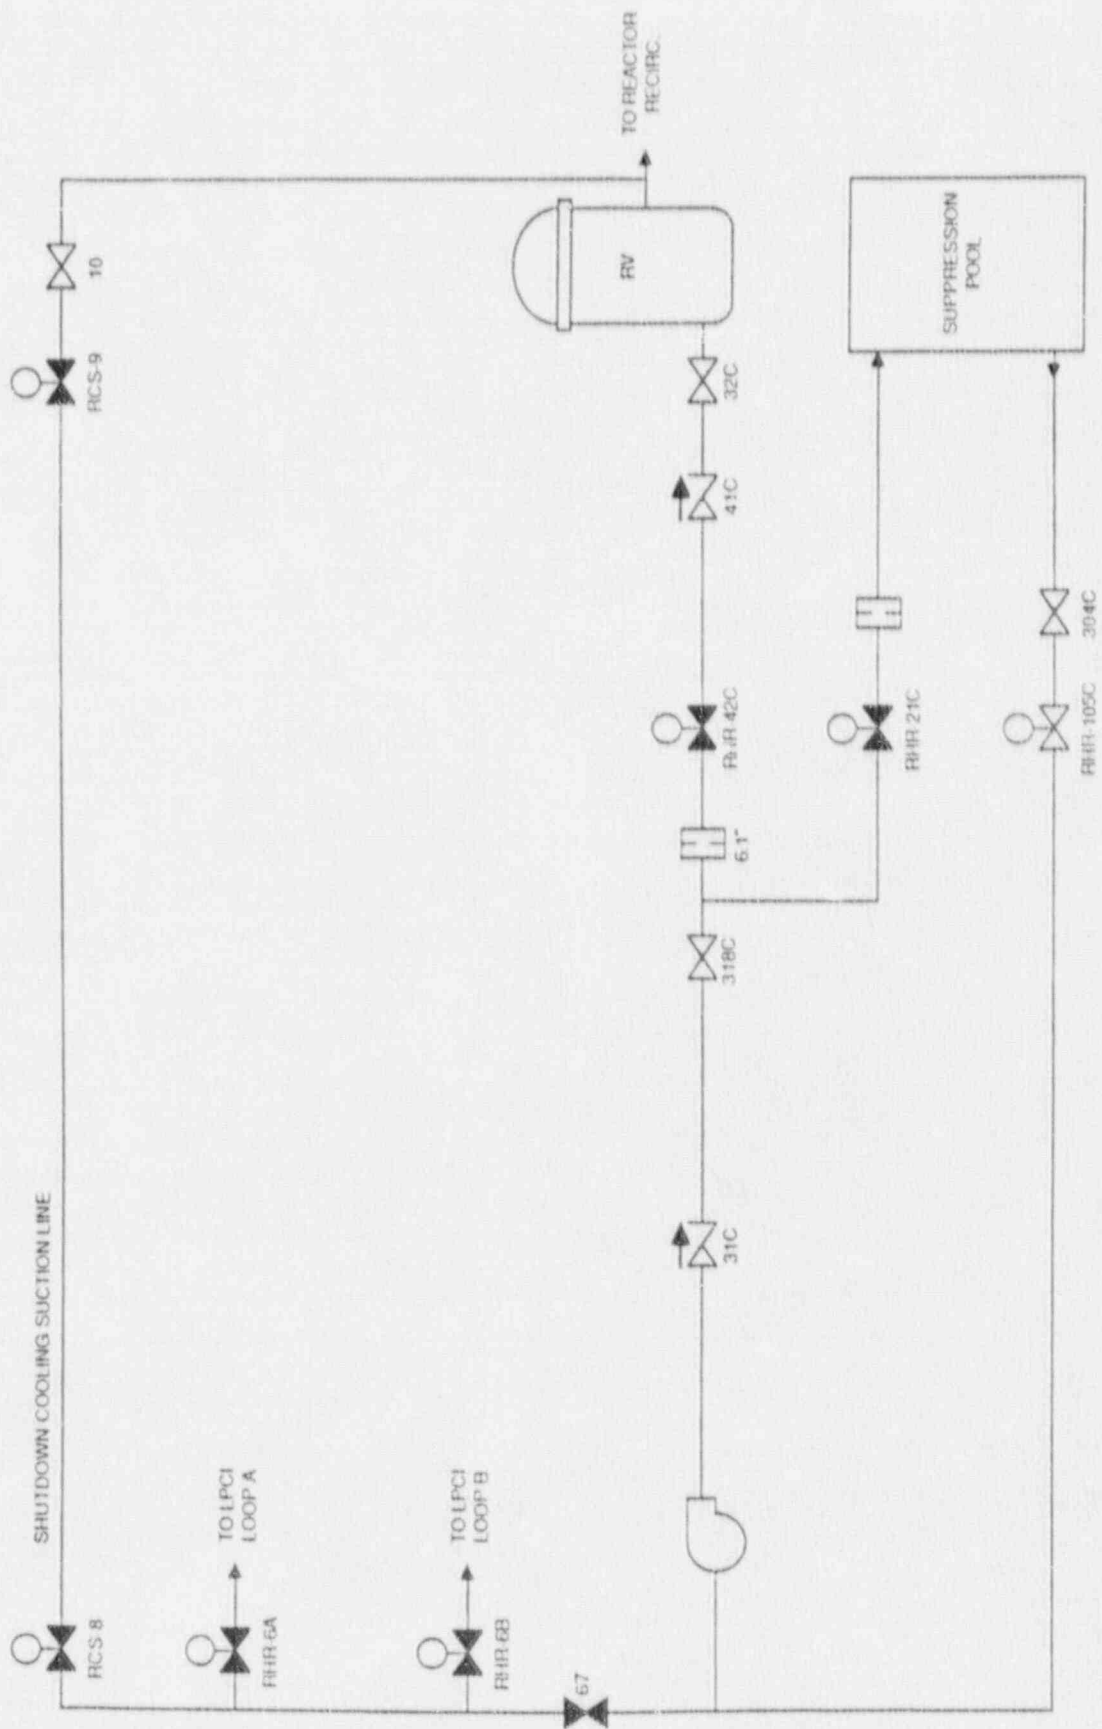 SHUTDOWN COOLING SUCTION LINE
RCS-8
RCS-9
10
RHR-6A
TO LPCI
LOOP A
RHR-6B
TO LPCI
LOOP B
67
TO REACTOR
RECIRC.
RV
31C
318C
6.1"
RHR-42C
41C
32C
RHR-21C
SUPPRESSION
POOL
RHR-105C
304C